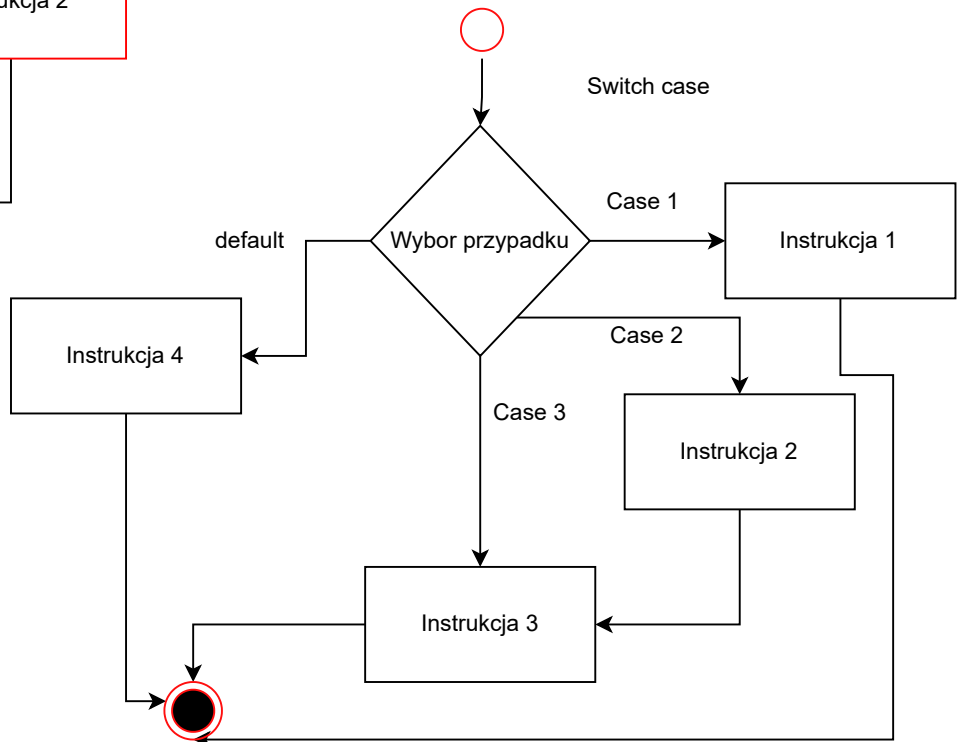 Switch case
Case 1
default
Wybor przypadku
Instrukcja 1
Case 2
Instrukcja 4
Case 3
Instrukcja 2
Instrukcja 3